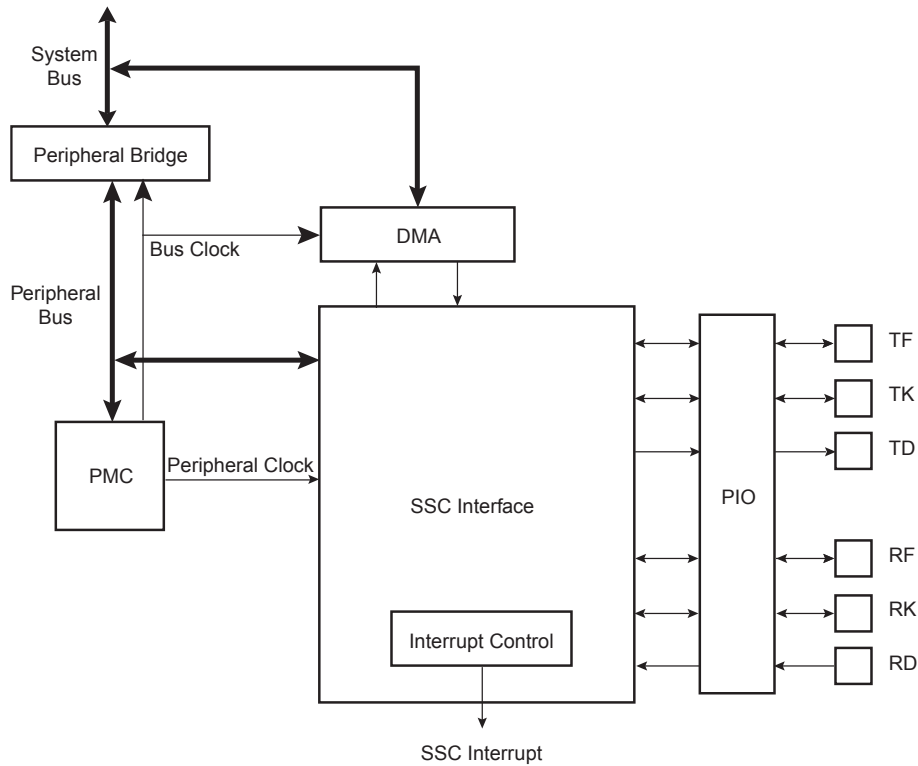 System
Bus
Peripheral Bridge
DMA
Bus Clock
Peripheral
Bus
TF
TK
Peripheral Clock
TD
PMC
SSC Interface
PIO
RF
RK
Interrupt Control
RD
SSC Interrupt